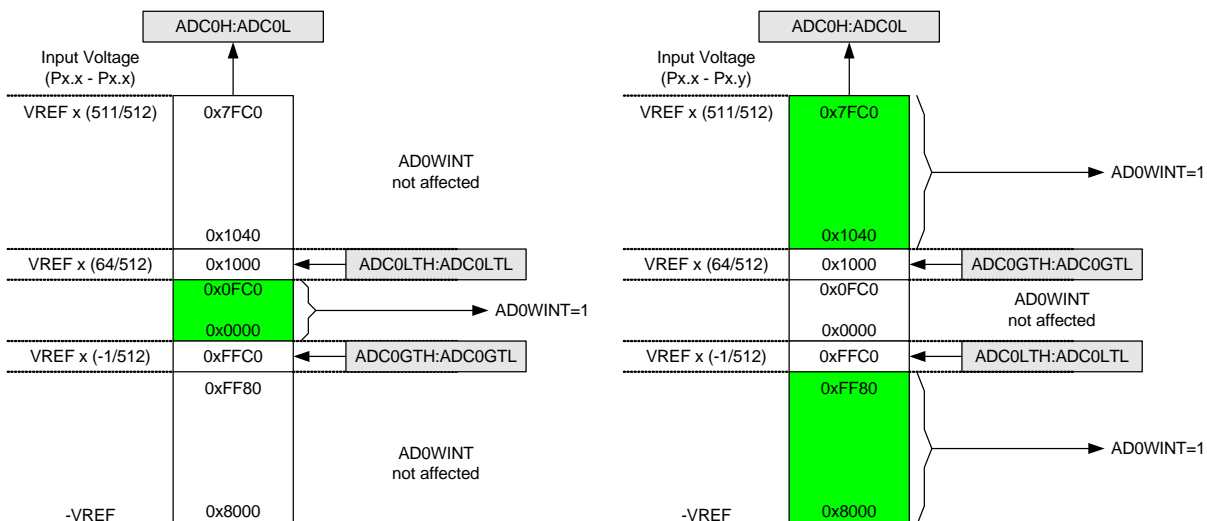 ADC0H:ADC0L
Input Voltage
(Px.x - Px.x)
VREF x (511/512)
0x7FC0
AD0WINT
not affected
0x1040
VREF x (64/512)
0x1000
ADC0LTH:ADC0LTL
0x0FC0
AD0WINT=1
0x0000
VREF x (-1/512)
0xFFC0
ADC0GTH:ADC0GTL
0xFF80
AD0WINT
not affected
-VREF
0x8000
ADC0H:ADC0L
Input Voltage
(Px.x - Px.y)
VREF x (511/512)
0x7FC0
AD0WINT=1
0x1040
VREF x (64/512)
0x1000
ADC0GTH:ADC0GTL
0x0FC0
AD0WINT
not affected
0x0000
VREF x (-1/512)
0xFFC0
ADC0LTH:ADC0LTL
0xFF80
AD0WINT=1
-VREF
0x8000